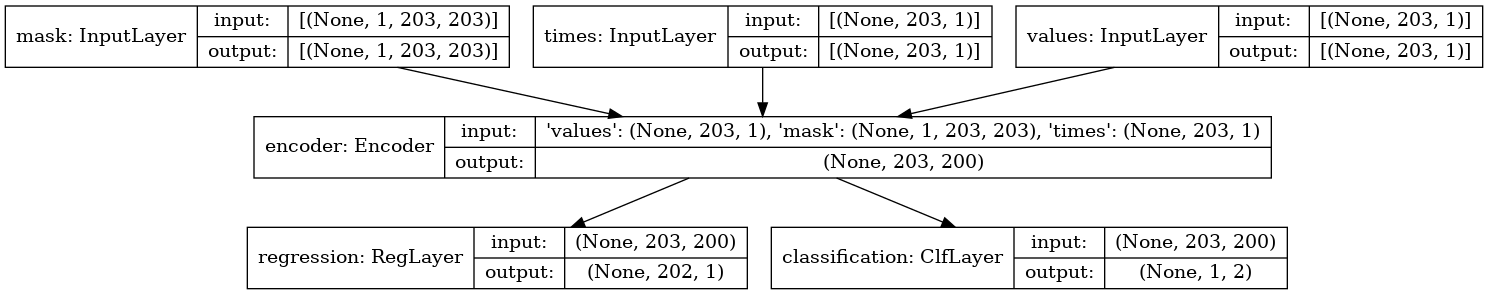 mask: InputLayer
input: [(None, 1, 203, 203)]
output: [(None, 1, 203, 203)]
times: InputLayer
input: [(None, 203, 1)]
output: [(None, 203, 1)]
values: InputLayer
input: [(None, 203, 1)]
output: [(None, 203, 1)]
encoder: Encoder
input: 'values': (None, 203, 1), 'mask': (None, 1, 203, 203), 'times': (None, 203, 1)
output: (None, 203, 200)
regression: RegLayer
input: (None, 203, 200)
output: (None, 202, 1)
classification: ClfLayer
input: (None, 203, 200)
output: (None, 1, 2)